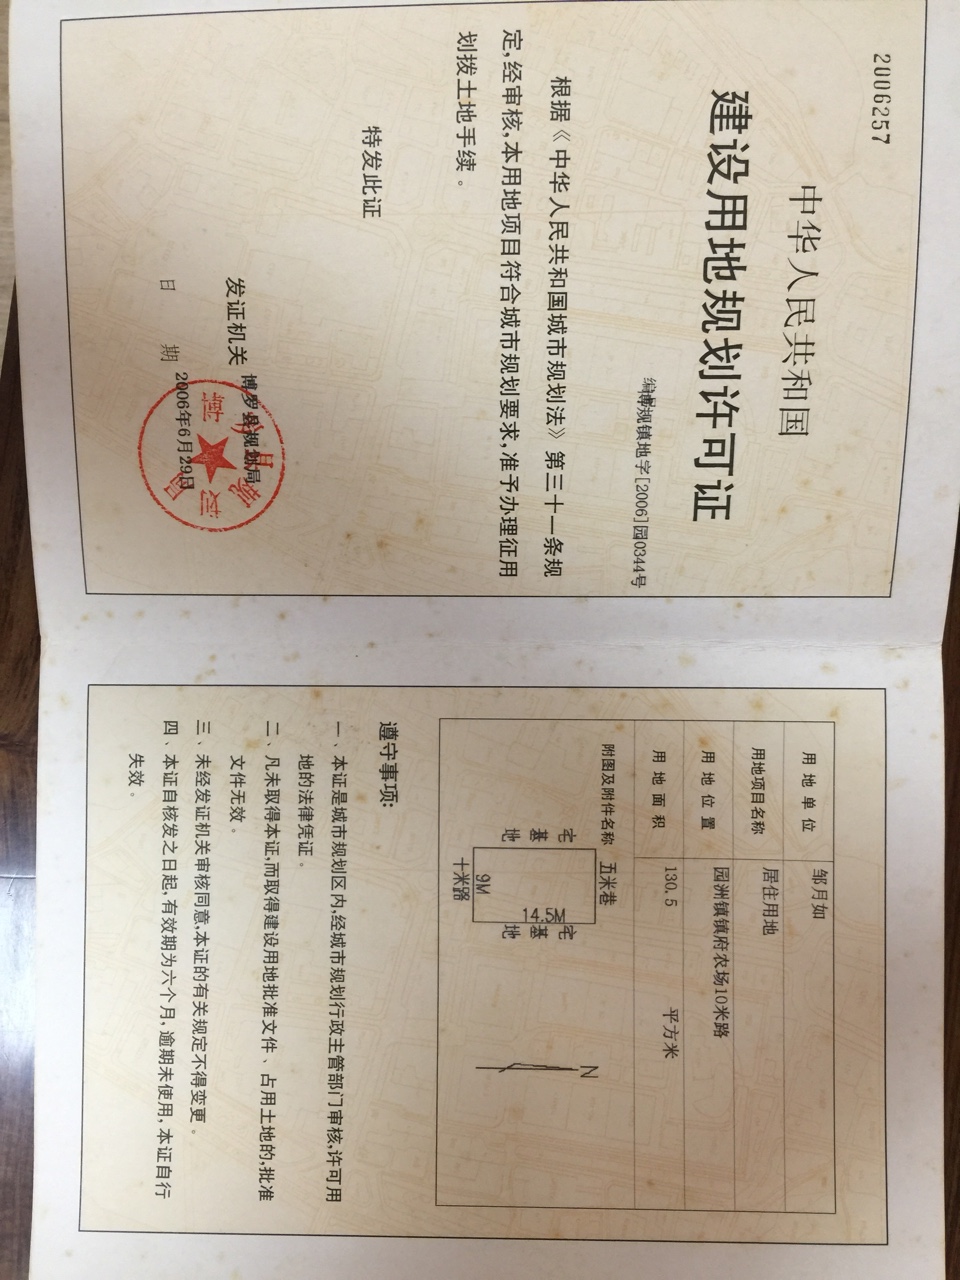 2006257
中华人民共和国
建设用地规划许可证
编号 博规镇地字[2006]园0344号
根据《中华人民共和国城市规划法》第三十一条规
定,经审核,本用地项目符合城市规划要求,准予办理征用
划拨土地手续。
特发此证
发证机关 博罗县规划局
日 期 2006年6月29日
用地单位 邹月如
用地项目名称 居住用地
用地位置 园洲镇镇府农场10米路
用地面积 130.5 平方米
附图及附件名称
五米巷
宅基地
14.5M
9M
宅基地
十米路
N
遵守事项:
一、本证是城市规划区内,经城市规划行政主管部门审核,许可用
地的法律凭证。
二、凡未取得本证,而取得建设用地批准文件、占用土地的,批准
文件无效。
三、未经发证机关审核同意,本证的有关规定不得变更。
四、本证自核发之日起,有效期为六个月,逾期未使用,本证自行
失效。